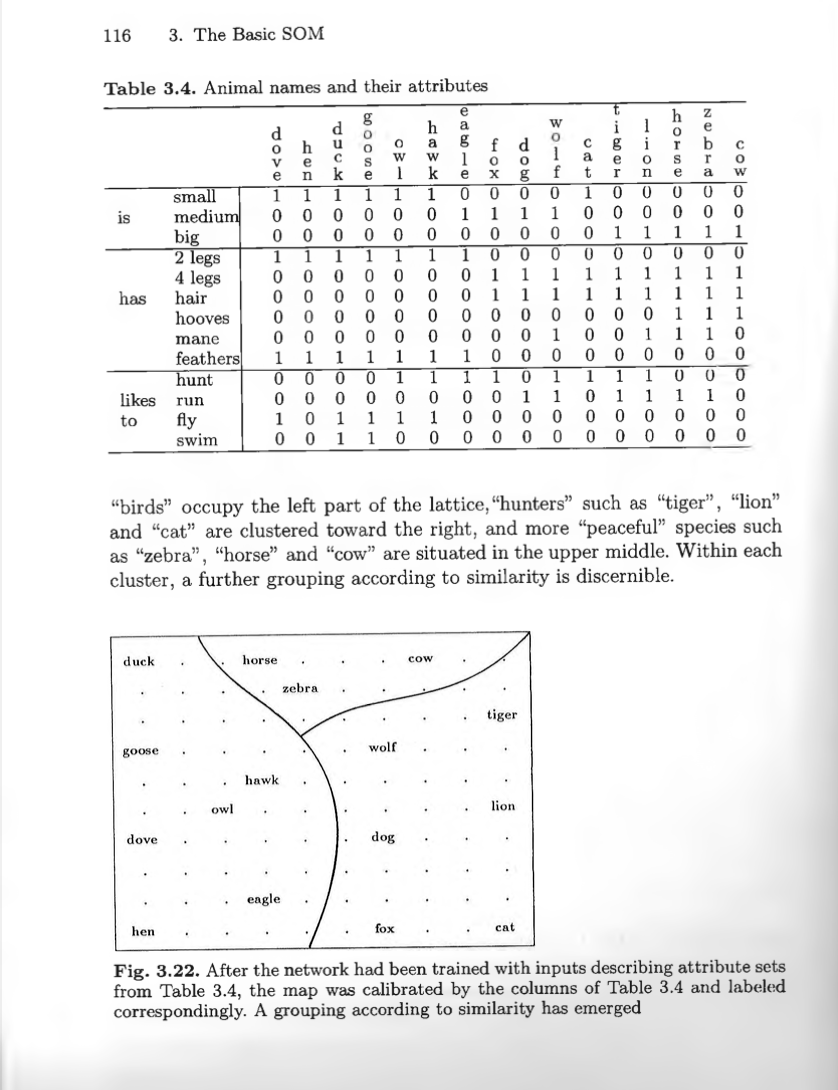 116 3. The Basic SOM
Table 3.4. Animal names and their attributes
dove hen duck goose owl hawk eagle fox dog wolf cat tiger lion horse zebra cow
small 1 1 1 1 1 1 0 0 0 0 1 0 0 0 0 0
is medium 0 0 0 0 0 0 1 1 1 1 0 0 0 0 0 0
big 0 0 0 0 0 0 0 0 0 0 0 1 1 1 1 1
2 legs 1 1 1 1 1 1 1 0 0 0 0 0 0 0 0 0
4 legs 0 0 0 0 0 0 0 1 1 1 1 1 1 1 1 1
has hair 0 0 0 0 0 0 0 1 1 1 1 1 1 1 1 1
hooves 0 0 0 0 0 0 0 0 0 0 0 0 0 1 1 1
mane 0 0 0 0 0 0 0 0 0 1 0 0 1 1 1 0
feathers 1 1 1 1 1 1 1 0 0 0 0 0 0 0 0 0
hunt 0 0 0 0 1 1 1 1 0 1 1 1 1 0 0 0
likes run 0 0 0 0 0 0 0 0 1 1 0 1 1 1 1 0
to fly 1 0 1 1 1 1 0 0 0 0 0 0 0 0 0 0
swim 0 0 1 1 0 0 0 0 0 0 0 0 0 0 0 0
“birds” occupy the left part of the lattice,“hunters” such as “tiger”, “lion”
and “cat” are clustered toward the right, and more “peaceful” species such
as “zebra”, “horse” and “cow” are situated in the upper middle. Within each
cluster, a further grouping according to similarity is discernible.
duck horse cow
zebra
tiger
goose wolf
hawk
owl lion
dove dog
eagle
hen fox cat
Fig. 3.22. After the network had been trained with inputs describing attribute sets
from Table 3.4, the map was calibrated by the columns of Table 3.4 and labeled
correspondingly. A grouping according to similarity has emerged